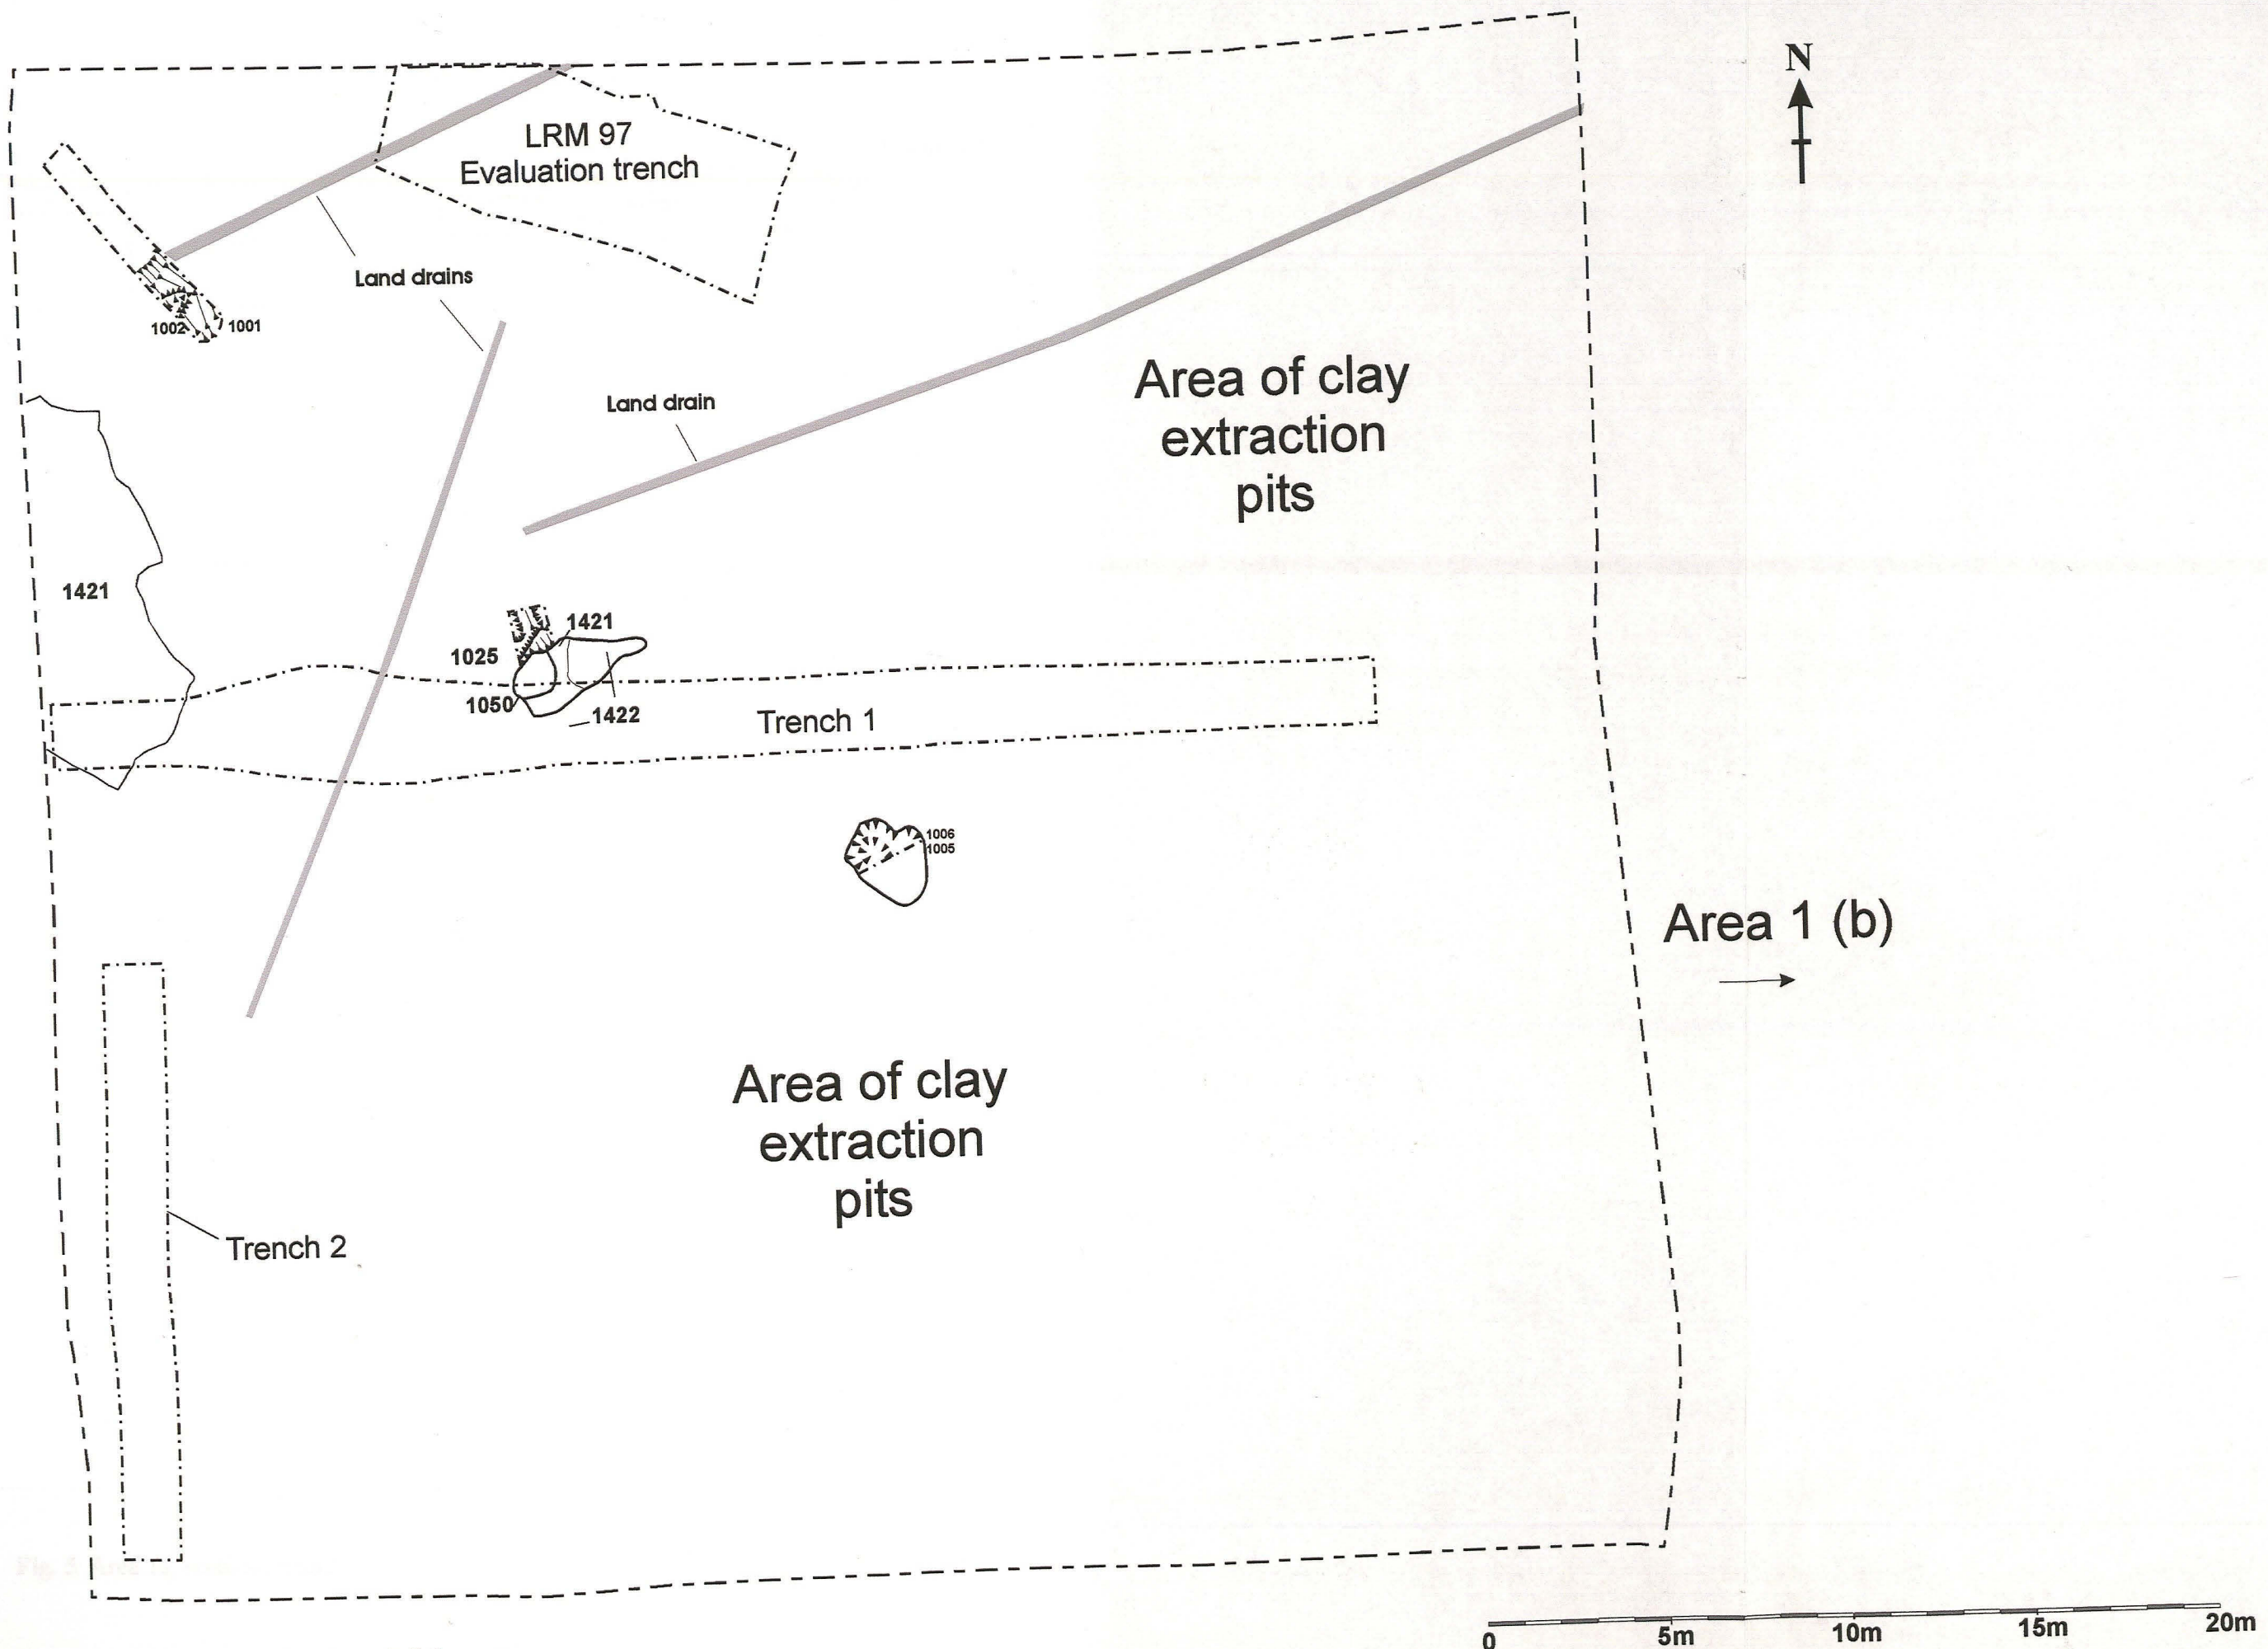 N
LRM 97
Evaluation trench
Land drains
1002
1001
Land drain
Area of clay
extraction
pits
1421
1421
1025
1050
1422
Trench 1
1006
1005
Area 1 (b)
Area of clay
extraction
pits
Trench 2
0
5m
10m
15m
20m